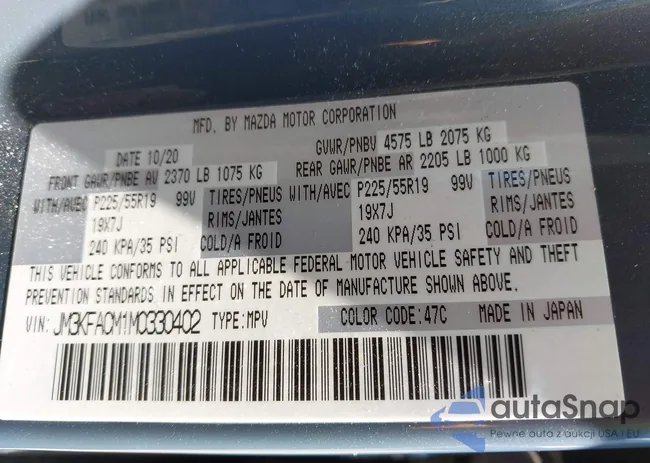 MFD. BY MAZDA MOTOR CORPORATION
DATE 10/20 GVWR/PNBV 4575 LB 2075 KG
FRONT GAWR/PNBE AV 2370 LB 1075 KG REAR GAWR/PNBE AR 2205 LB 1000 KG
WITH/AVEC P225/55R19 99V TIRES/PNEUS WITH/AVEC P225/55R19 99V TIRES/PNEUS
19X7J RIMS/JANTES 19X7J RIMS/JANTES
240 KPA/35 PSI COLD/A FROID 240 KPA/35 PSI COLD/A FROID
THIS VEHICLE CONFORMS TO ALL APPLICABLE FEDERAL MOTOR VEHICLE SAFETY AND THEFT
PREVENTION STANDARDS IN EFFECT ON THE DATE OF MANUFACTURE SHOWN ABOVE.
VIN: JM3KFACM1M0330402 TYPE:MPV COLOR CODE:47C MADE IN JAPAN
autaSnap
Pewne auta z aukcji USA i EU